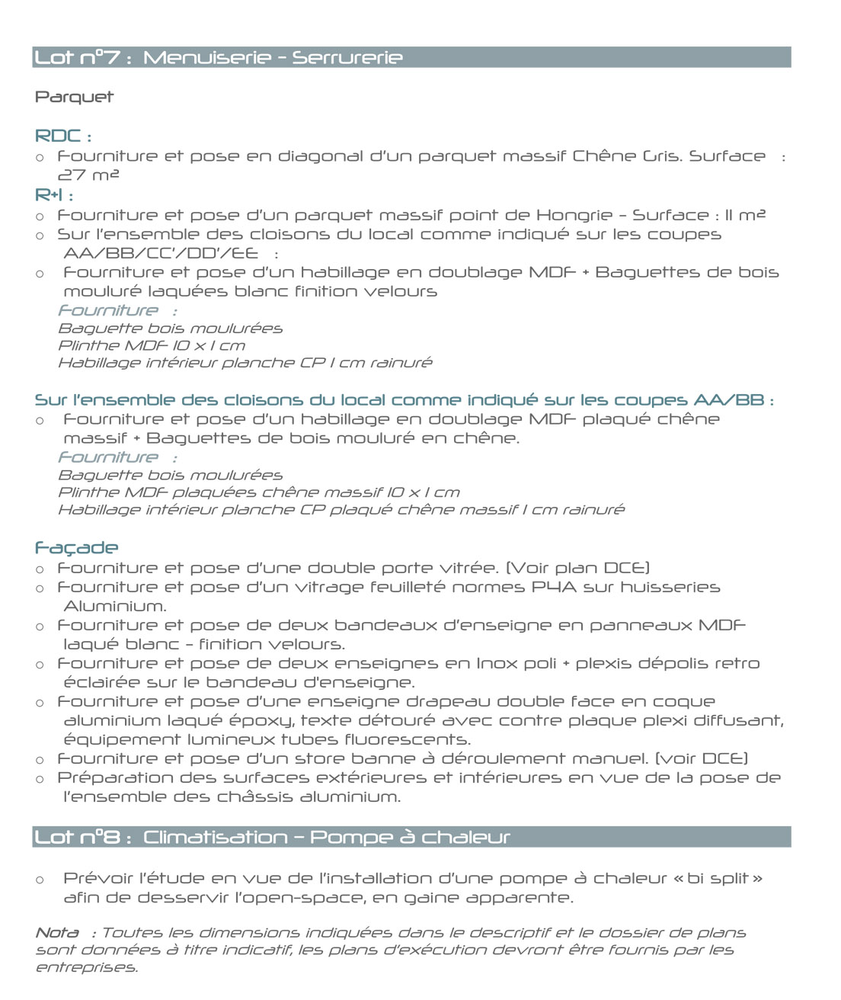 Lot n°7 : Menuiserie - Serrurerie
Parquet
RDC :
o Fourniture et pose en diagonal d'un parquet massif Chêne Gris. Surface :
27 m²
R+1 :
o Fourniture et pose d'un parquet massif point de Hongrie - Surface : 11 m²
o Sur l'ensemble des cloisons du local comme indiqué sur les coupes
AA/BB/CC'/DD'/EE :
o Fourniture et pose d'un habillage en doublage MDF + Baguettes de bois
mouluré laquées blanc finition velours
Fourniture :
Baguette bois moulurées
Plinthe MDF 10 x 1 cm
Habillage intérieur planche CP 1 cm rainuré
Sur l'ensemble des cloisons du local comme indiqué sur les coupes AA/BB :
o Fourniture et pose d'un habillage en doublage MDF plaqué chêne
massif + Baguettes de bois mouluré en chêne.
Fourniture :
Baguette bois moulurées
Plinthe MDF plaquées chêne massif 10 x 1 cm
Habillage intérieur planche CP plaqué chêne massif 1 cm rainuré
Façade
o Fourniture et pose d'une double porte vitrée. (Voir plan DCE)
o Fourniture et pose d'un vitrage feuilleté normes P4A sur huisseries
Aluminium.
o Fourniture et pose de deux bandeaux d'enseigne en panneaux MDF
laqué blanc - finition velours.
o Fourniture et pose de deux enseignes en Inox poli + plexis dépolis retro
éclairée sur le bandeau d'enseigne.
o Fourniture et pose d'une enseigne drapeau double face en coque
aluminium laqué époxy, texte détouré avec contre plaque plexi diffusant,
équipement lumineux tubes fluorescents.
o Fourniture et pose d'un store banne à déroulement manuel. (voir DCE)
o Préparation des surfaces extérieures et intérieures en vue de la pose de
l'ensemble des châssis aluminium.
Lot n°8 : Climatisation – Pompe à chaleur
o Prévoir l'étude en vue de l'installation d'une pompe à chaleur « bi split »
afin de desservir l'open-space, en gaine apparente.
Nota : Toutes les dimensions indiquées dans le descriptif et le dossier de plans
sont données à titre indicatif, les plans d'exécution devront être fournis par les
entreprises.